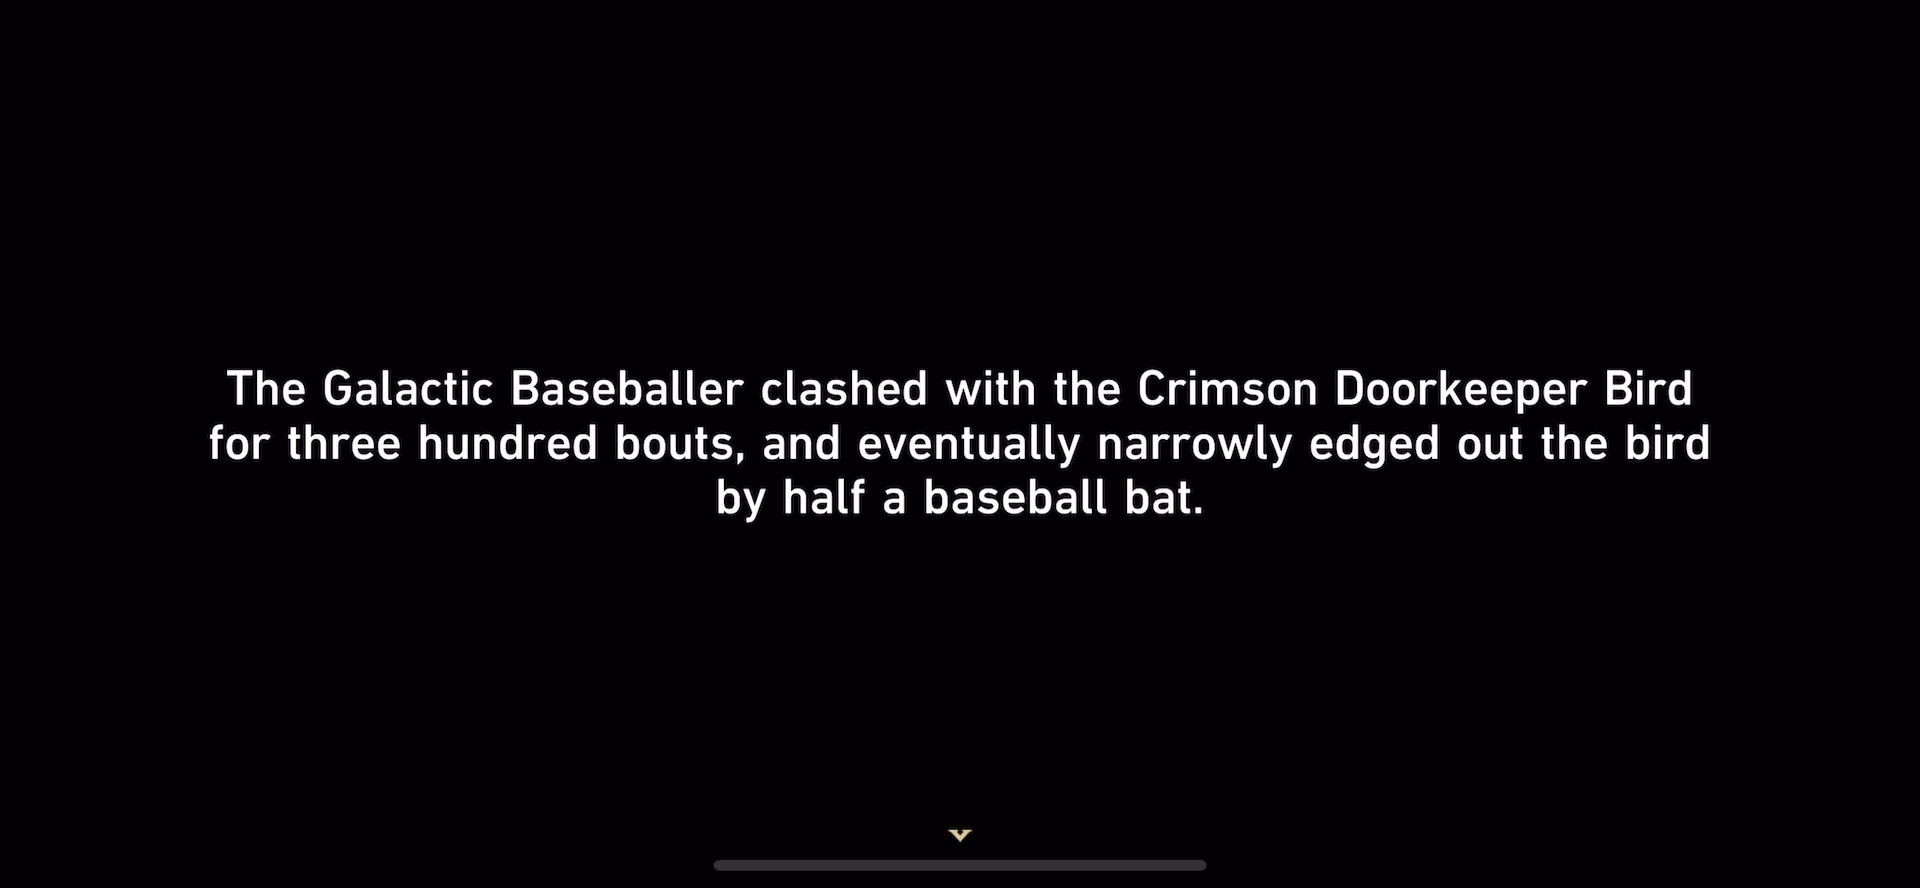 The Galactic Baseballer clashed with the Crimson Doorkeeper Bird
for three hundred bouts, and eventually narrowly edged out the bird
by half a baseball bat.